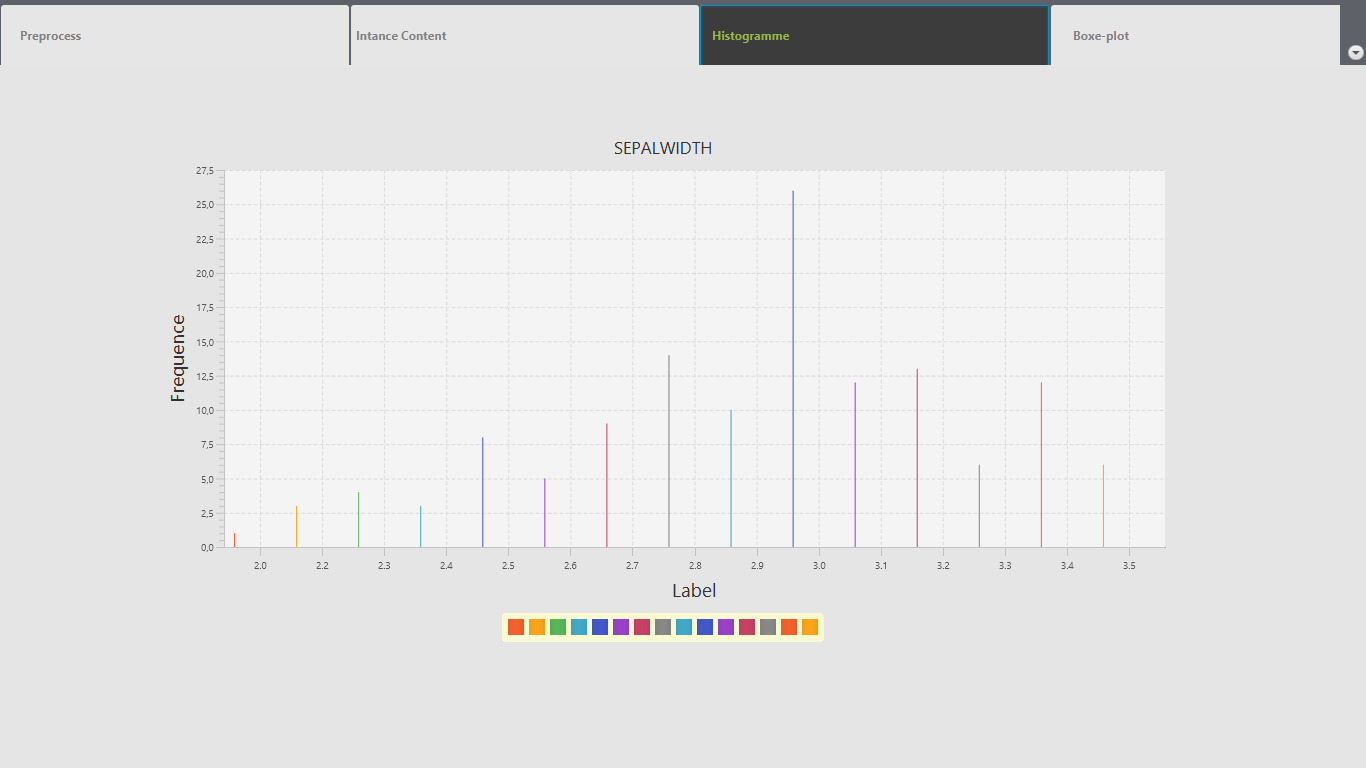 Preprocess
Intance Content
Histogramme
Boxe-plot
SEPALWIDTH
27,5
25,0
22,5
20,0
17,5
15,0
12,5
10,0
7,5
5,0
2,5
0,0
Frequence
2.0 2.2 2.3 2.4 2.5 2.6 2.7 2.8 2.9 3.0 3.1 3.2 3.3 3.4 3.5
Label